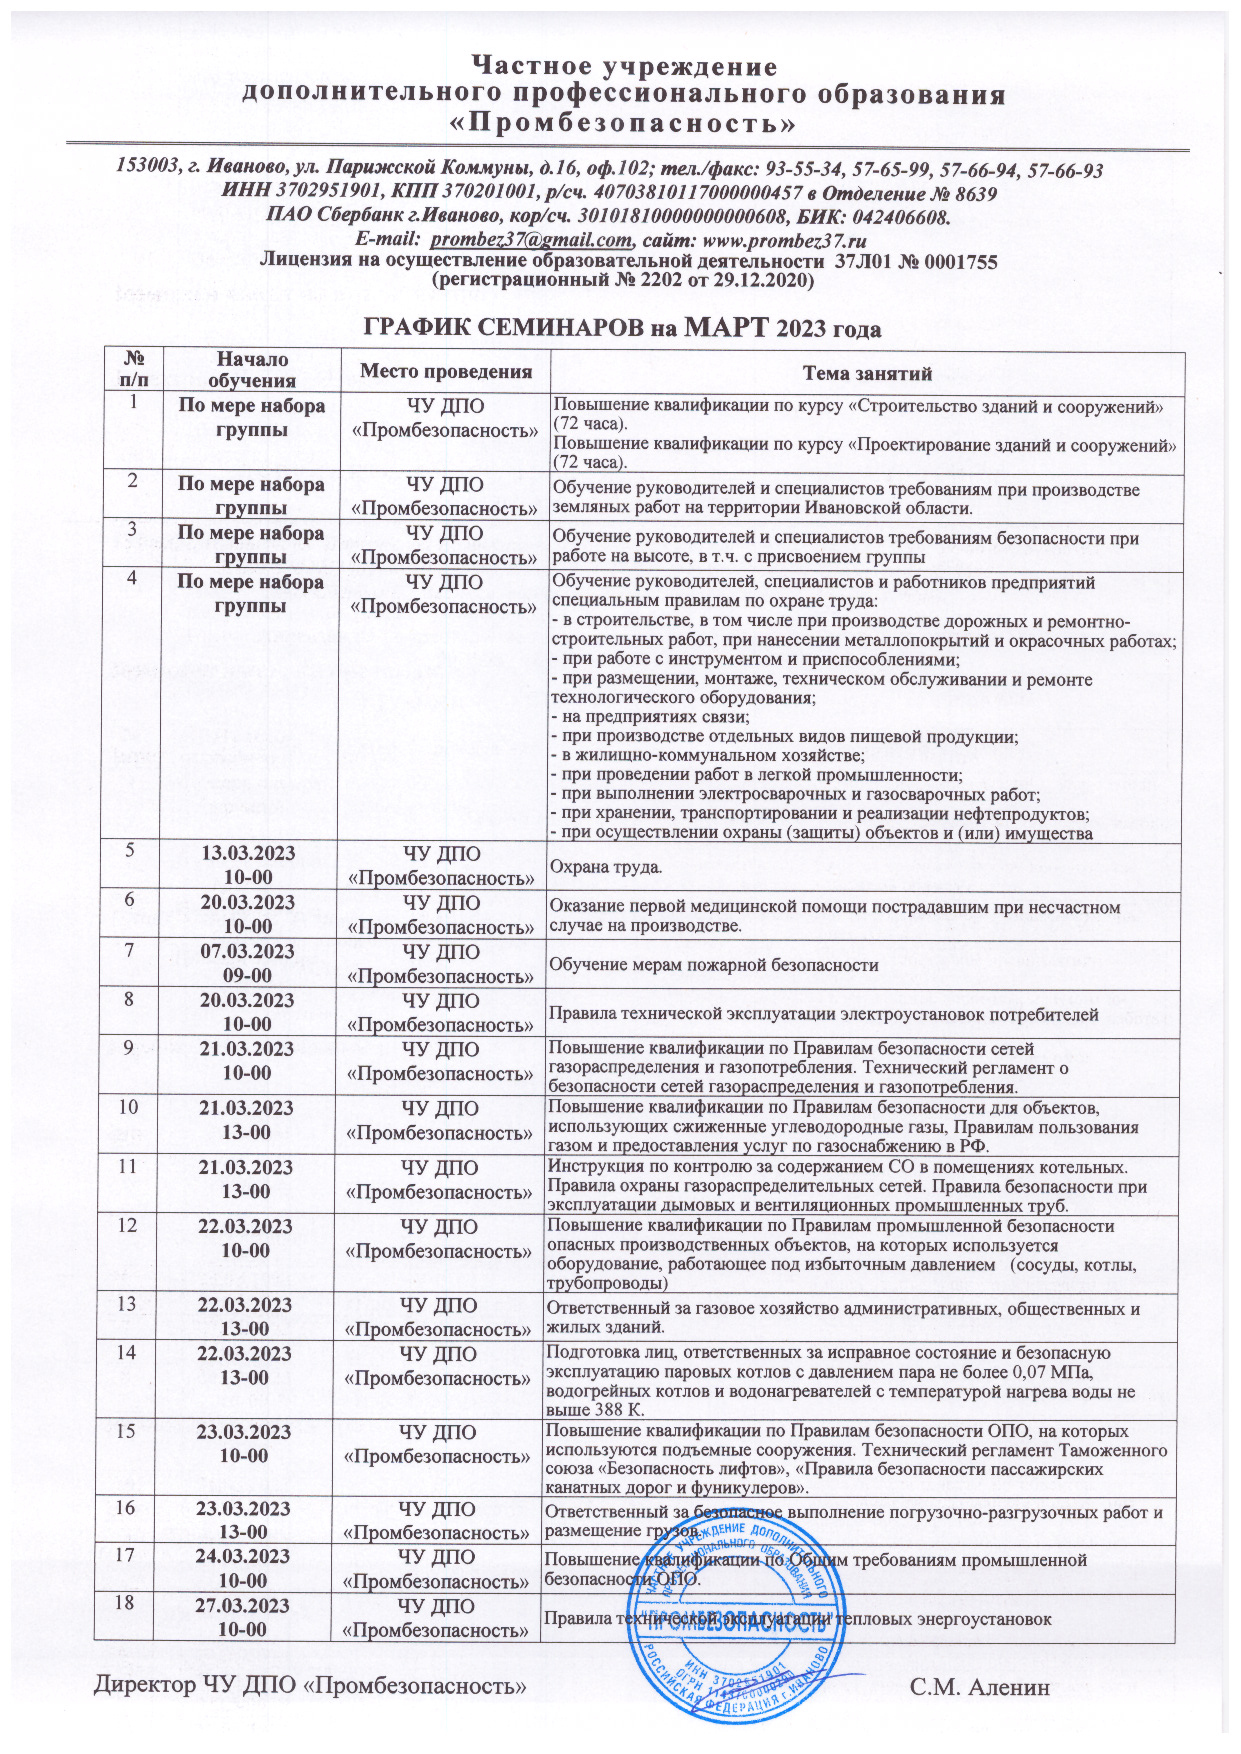 Частное учреждение
дополнительного профессионального образования
«Промбезопасность»
153003, г. Иваново, ул. Парижской Коммуны, д.16, оф.102; тел./факс: 93-55-34, 57-65-99, 57-66-94, 57-66-93
ИНН 3702951901, КПП 370201001, р/сч. 40703810117000000457 в Отделение № 8639
ПАО Сбербанк г.Иваново, кор/сч. 30101810000000000608, БИК: 042406608.
E-mail: prombez37@gmail.com, сайт: www.prombez37.ru
Лицензия на осуществление образовательной деятельности 37Л01 № 0001755
(регистрационный № 2202 от 29.12.2020)
ГРАФИК СЕМИНАРОВ на МАРТ 2023 года
№
п/п
Начало
обучения
Место проведения
Тема занятий
1
По мере набора
группы
ЧУ ДПО
«Промбезопасность»
Повышение квалификации по курсу «Строительство зданий и сооружений»
(72 часа).
Повышение квалификации по курсу «Проектирование зданий и сооружений»
(72 часа).
2
По мере набора
группы
ЧУ ДПО
«Промбезопасность»
Обучение руководителей и специалистов требованиям при производстве
земляных работ на территории Ивановской области.
3
По мере набора
группы
ЧУ ДПО
«Промбезопасность»
Обучение руководителей и специалистов требованиям безопасности при
работе на высоте, в т.ч. с присвоением группы
4
По мере набора
группы
ЧУ ДПО
«Промбезопасность»
Обучение руководителей, специалистов и работников предприятий
специальным правилам по охране труда:
- в строительстве, в том числе при производстве дорожных и ремонтно-
строительных работ, при нанесении металлопокрытий и окрасочных работах;
- при работе с инструментом и приспособлениями;
- при размещении, монтаже, техническом обслуживании и ремонте
технологического оборудования;
- на предприятиях связи;
- при производстве отдельных видов пищевой продукции;
- в жилищно-коммунальном хозяйстве;
- при проведении работ в легкой промышленности;
- при выполнении электросварочных и газосварочных работ;
- при хранении, транспортировании и реализации нефтепродуктов;
- при осуществлении охраны (защиты) объектов и (или) имущества
5
13.03.2023
10-00
ЧУ ДПО
«Промбезопасность»
Охрана труда.
6
20.03.2023
10-00
ЧУ ДПО
«Промбезопасность»
Оказание первой медицинской помощи пострадавшим при несчастном
случае на производстве.
7
07.03.2023
09-00
ЧУ ДПО
«Промбезопасность»
Обучение мерам пожарной безопасности
8
20.03.2023
10-00
ЧУ ДПО
«Промбезопасность»
Правила технической эксплуатации электроустановок потребителей
9
21.03.2023
10-00
ЧУ ДПО
«Промбезопасность»
Повышение квалификации по Правилам безопасности сетей
газораспределения и газопотребления. Технический регламент о
безопасности сетей газораспределения и газопотребления.
10
21.03.2023
13-00
ЧУ ДПО
«Промбезопасность»
Повышение квалификации по Правилам безопасности для объектов,
использующих сжиженные углеводородные газы, Правилам пользования
газом и предоставления услуг по газоснабжению в РФ.
11
21.03.2023
13-00
ЧУ ДПО
«Промбезопасность»
Инструкция по контролю за содержанием СО в помещениях котельных.
Правила охраны газораспределительных сетей. Правила безопасности при
эксплуатации дымовых и вентиляционных промышленных труб.
12
22.03.2023
10-00
ЧУ ДПО
«Промбезопасность»
Повышение квалификации по Правилам промышленной безопасности
опасных производственных объектов, на которых используется
оборудование, работающее под избыточным давлением (сосуды, котлы,
трубопроводы)
13
22.03.2023
13-00
ЧУ ДПО
«Промбезопасность»
Ответственный за газовое хозяйство административных, общественных и
жилых зданий.
14
22.03.2023
13-00
ЧУ ДПО
«Промбезопасность»
Подготовка лиц, ответственных за исправное состояние и безопасную
эксплуатацию паровых котлов с давлением пара не более 0,07 МПа,
водогрейных котлов и водонагревателей с температурой нагрева воды не
выше 388 К.
15
23.03.2023
10-00
ЧУ ДПО
«Промбезопасность»
Повышение квалификации по Правилам безопасности ОПО, на которых
используются подъемные сооружения. Технический регламент Таможенного
союза «Безопасность лифтов», «Правила безопасности пассажирских
канатных дорог и фуникулеров».
16
23.03.2023
13-00
ЧУ ДПО
«Промбезопасность»
Ответственный за безопасное выполнение погрузочно-разгрузочных работ и
размещение грузов.
17
24.03.2023
10-00
ЧУ ДПО
«Промбезопасность»
Повышение квалификации по Общим требованиям промышленной
безопасности ОПО.
18
27.03.2023
10-00
ЧУ ДПО
«Промбезопасность»
Правила технической эксплуатации тепловых энергоустановок
ЧАСТНОЕ УЧРЕЖДЕНИЕ ДОПОЛНИТЕЛЬНОГО
ПРОФЕССИОНАЛЬНОГО ОБРАЗОВАНИЯ
"ПРОМБЕЗОПАСНОСТЬ"
ИНН 3702951901
ОГРН
РОССИЙСКАЯ ФЕДЕРАЦИЯ г.ИВАНОВО
Директор ЧУ ДПО «Промбезопасность»
С.М. Аленин